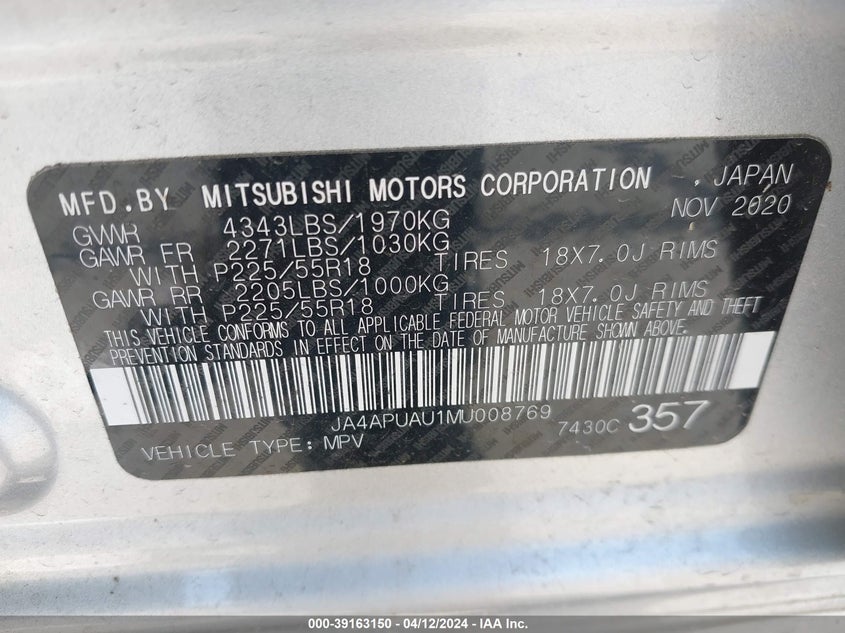 MFD.BY MITSUBISHI MOTORS CORPORATION , JAPAN
GVWR 4343LBS/1970KG NOV 2020
GAWR FR 2271LBS/1030KG
WITH P225/55R18 TIRES 18X7.0J RIMS
GAWR RR 2205LBS/1000KG
WITH P225/55R18 TIRES 18X7.0J RIMS
THIS VEHICLE CONFORMS TO ALL APPLICABLE FEDERAL MOTOR VEHICLE SAFETY AND THEFT
PREVENTION STANDARDS IN EFFECT ON THE DATE OF MANUFACTURE SHOWN ABOVE.
JA4APUAU1MU008769
VEHICLE TYPE: MPV 7430C 357
000-39163150 - 04/12/2024 - IAA Inc.